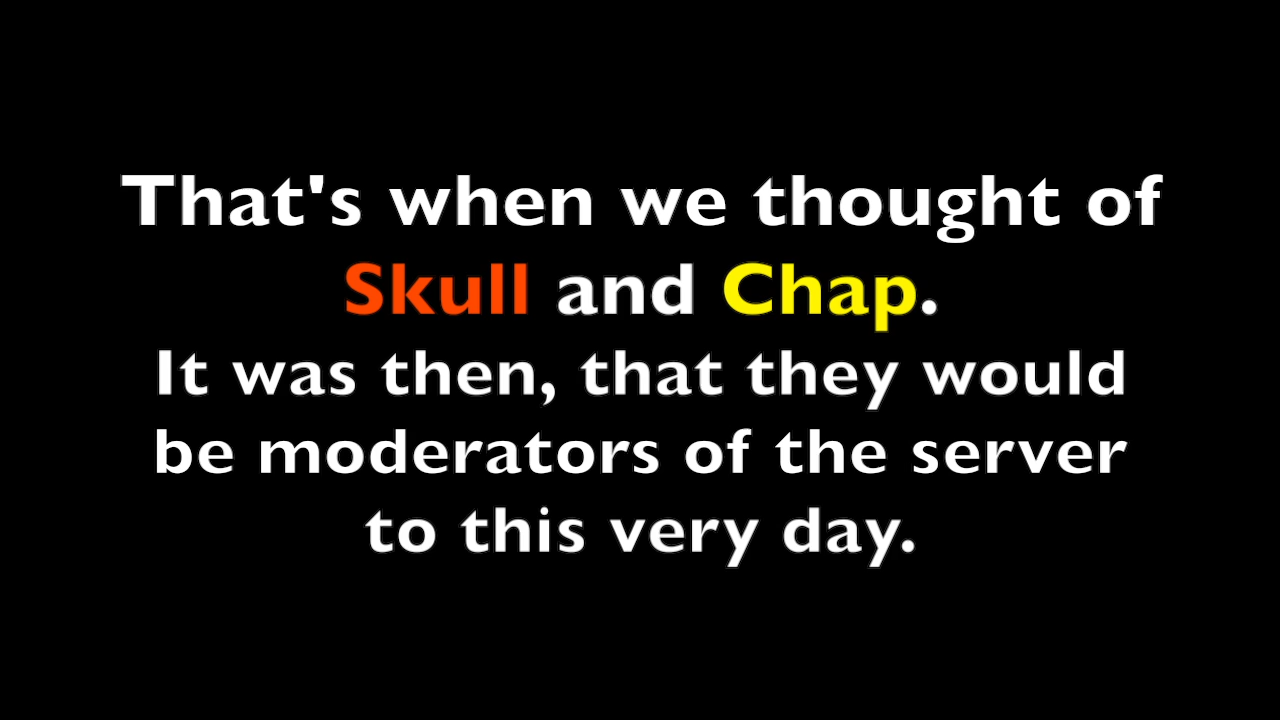 That's when we thought of
Skull and Chap.
It was then, that they would
be moderators of the server
to this very day.